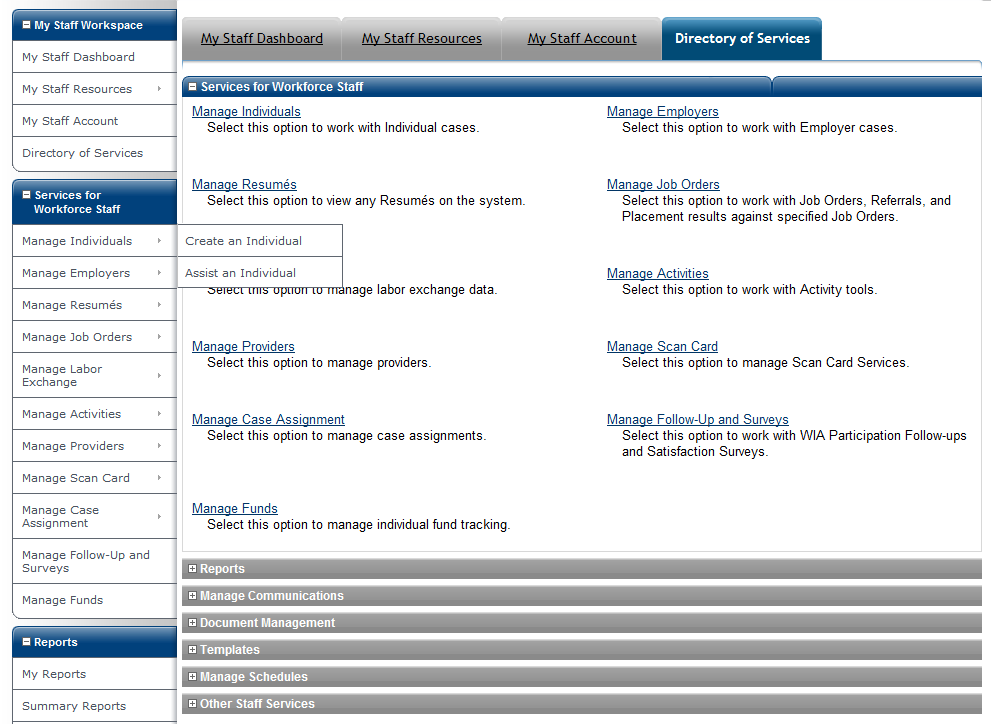 My Staff Workspace
My Staff Dashboard
My Staff Resources
My Staff Account
Directory of Services
Services for
Workforce Staff
Manage Individuals
Manage Employers
Manage Resumés
Manage Job Orders
Manage Labor
Exchange
Manage Activities
Manage Providers
Manage Scan Card
Manage Case
Assignment
Manage Follow-Up and
Surveys
Manage Funds
Reports
My Reports
Summary Reports
Create an Individual
Assist an Individual
My Staff Dashboard
My Staff Resources
My Staff Account
Directory of Services
Services for Workforce Staff
Manage Individuals
Select this option to work with Individual cases.
Manage Employers
Select this option to work with Employer cases.
Manage Resumés
Select this option to view any Resumés on the system.
Manage Job Orders
Select this option to work with Job Orders, Referrals, and
Placement results against specified Job Orders.
Select this option to manage labor exchange data.
Manage Activities
Select this option to work with Activity tools.
Manage Providers
Select this option to manage providers.
Manage Scan Card
Select this option to manage Scan Card Services.
Manage Case Assignment
Select this option to manage case assignments.
Manage Follow-Up and Surveys
Select this option to work with WIA Participation Follow-ups
and Satisfaction Surveys.
Manage Funds
Select this option to manage individual fund tracking.
Reports
Manage Communications
Document Management
Templates
Manage Schedules
Other Staff Services